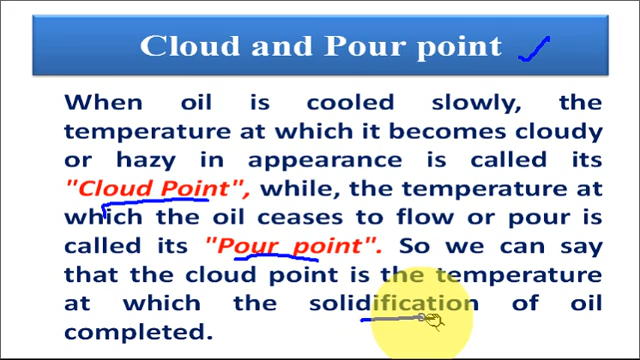 Cloud and Pour point
When oil is cooled slowly, the
temperature at which it becomes cloudy
or hazy in appearance is called its
"Cloud Point", while, the temperature at
which the oil ceases to flow or pour is
called its "Pour point". So we can say
that the cloud point is the temperature
at which the solidification of oil
completed.